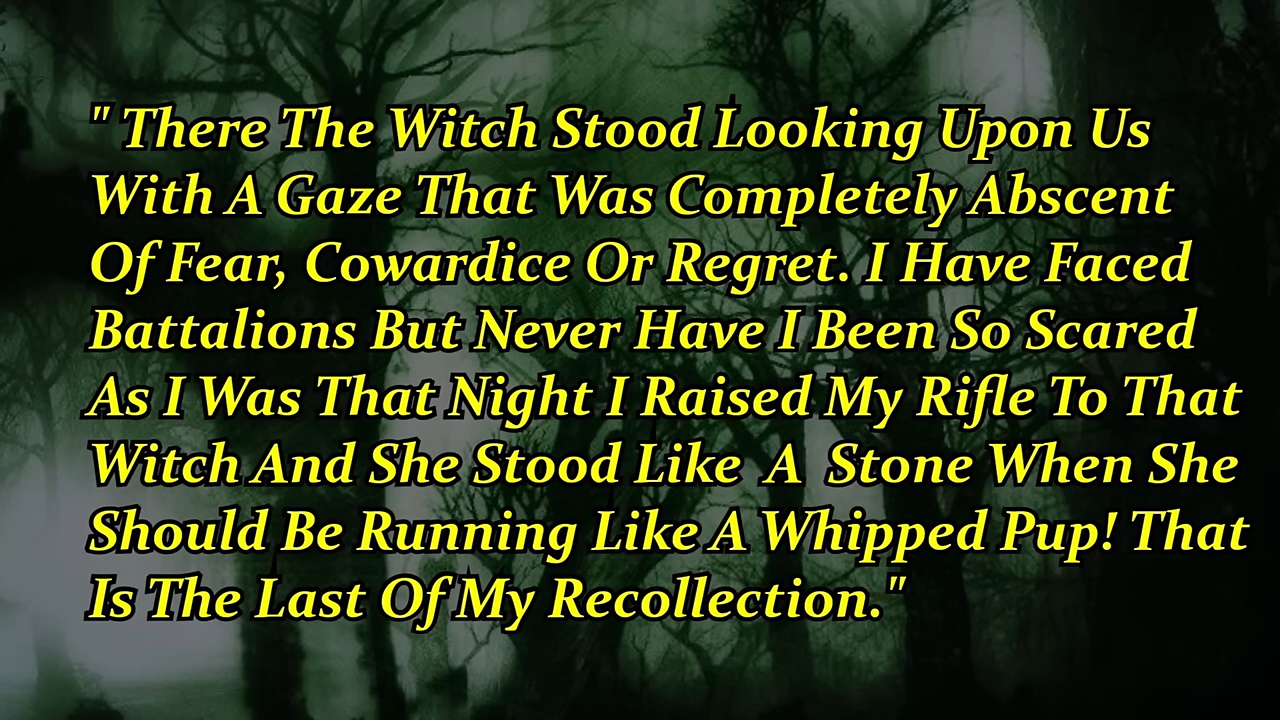 " There The Witch Stood Looking Upon Us
With A Gaze That Was Completely Abscent
Of Fear, Cowardice Or Regret. I Have Faced
Battalions But Never Have I Been So Scared
As I Was That Night I Raised My Rifle To That
Witch And She Stood Like A Stone When She
Should Be Running Like A Whipped Pup! That
Is The Last Of My Recollection."